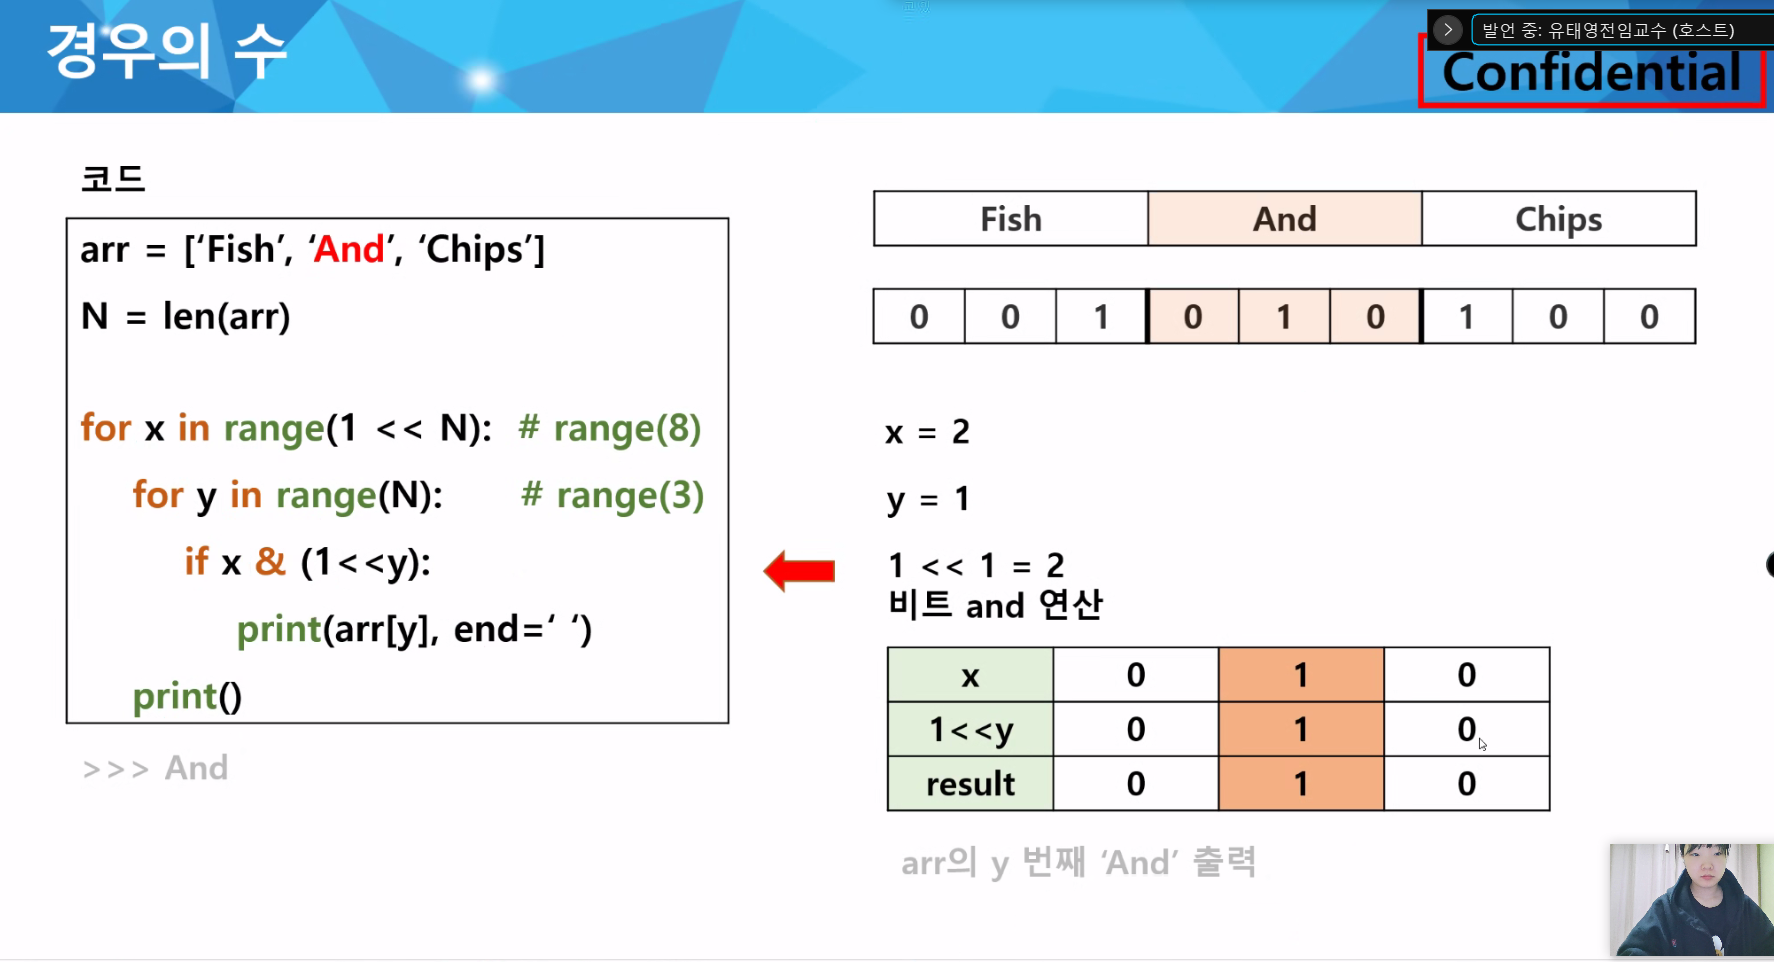 경우의 수
발언 중: 유태영전임교수 (호스트)
Confidential
코드
arr = [‘Fish’, ‘And’, ‘Chips’]
N = len(arr)
for x in range(1 << N): # range(8)
for y in range(N): # range(3)
if x & (1<<y):
print(arr[y], end=‘ ‘)
print()
>>> And
Fish And Chips
0 0 1 0 1 0 1 0 0
x = 2
y = 1
1 << 1 = 2
비트 and 연산
x 0 1 0
1<<y 0 1 0
result 0 1 0
arr의 y 번째 ‘And’ 출력